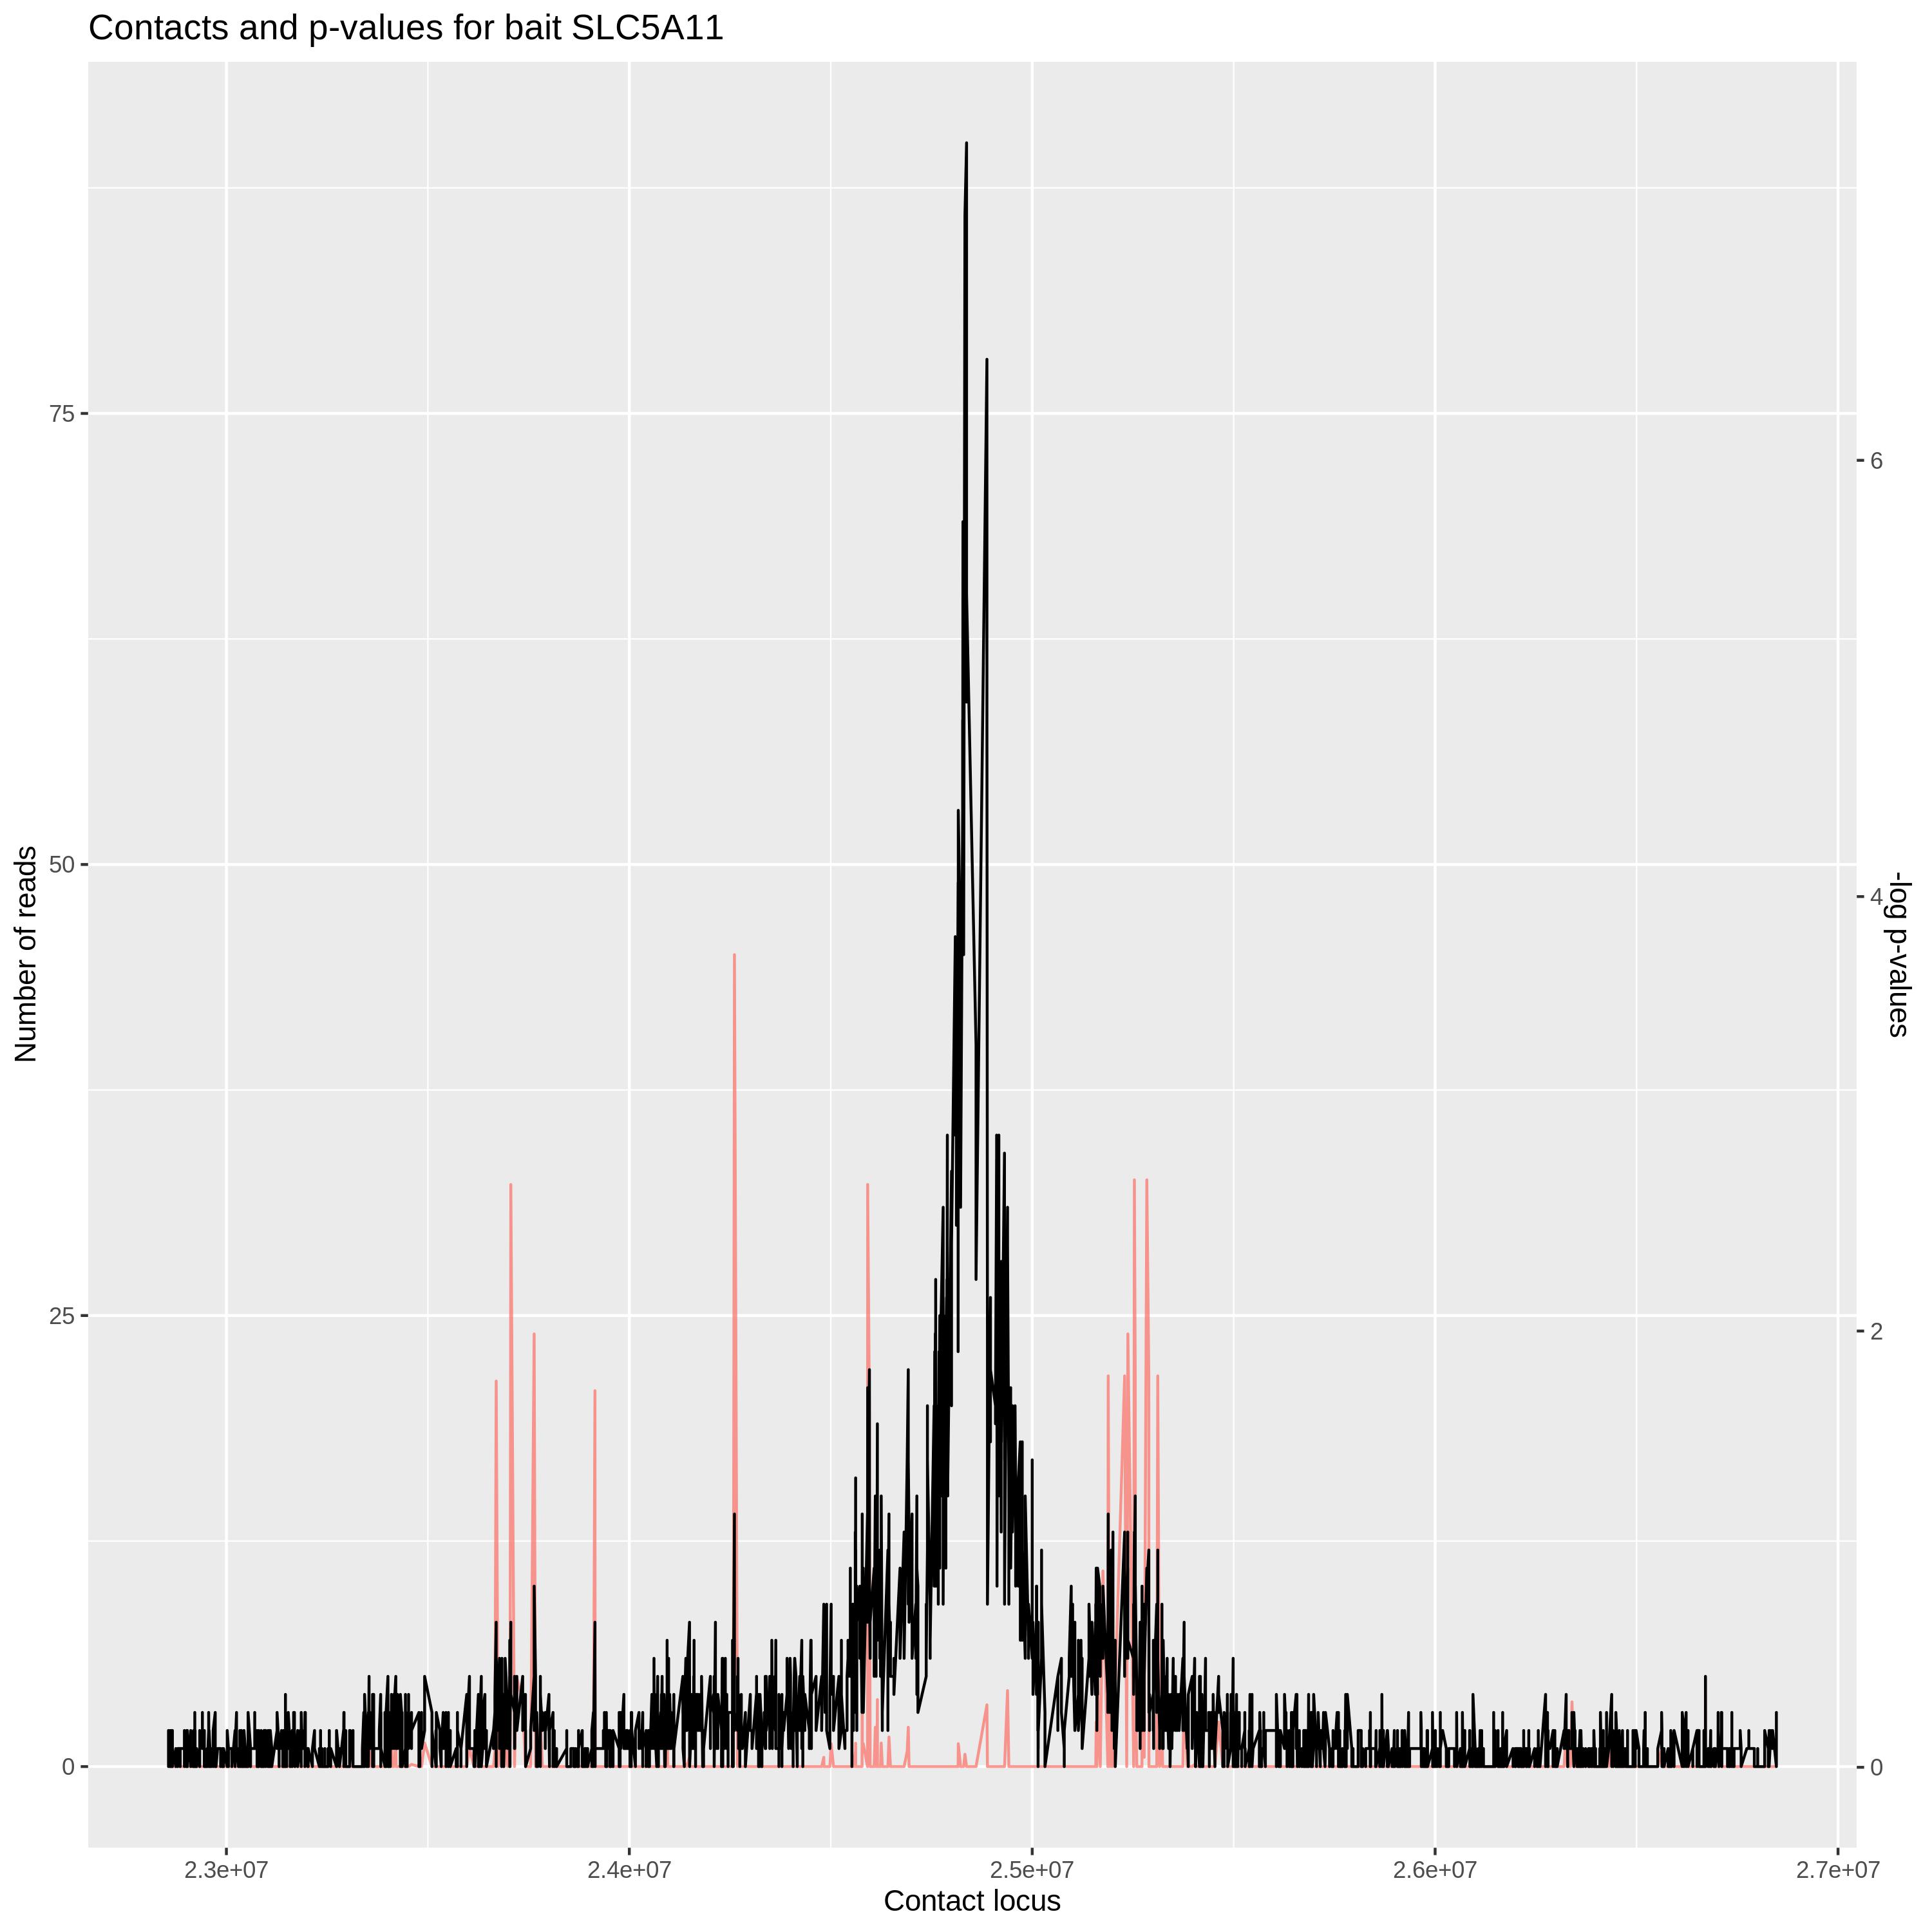 Contacts and p-values for bait SLC5A11
75
50
25
0
Number of reads
6
4
2
0
-log p-values
2.3e+07 2.4e+07 2.5e+07 2.6e+07 2.7e+07
Contact locus